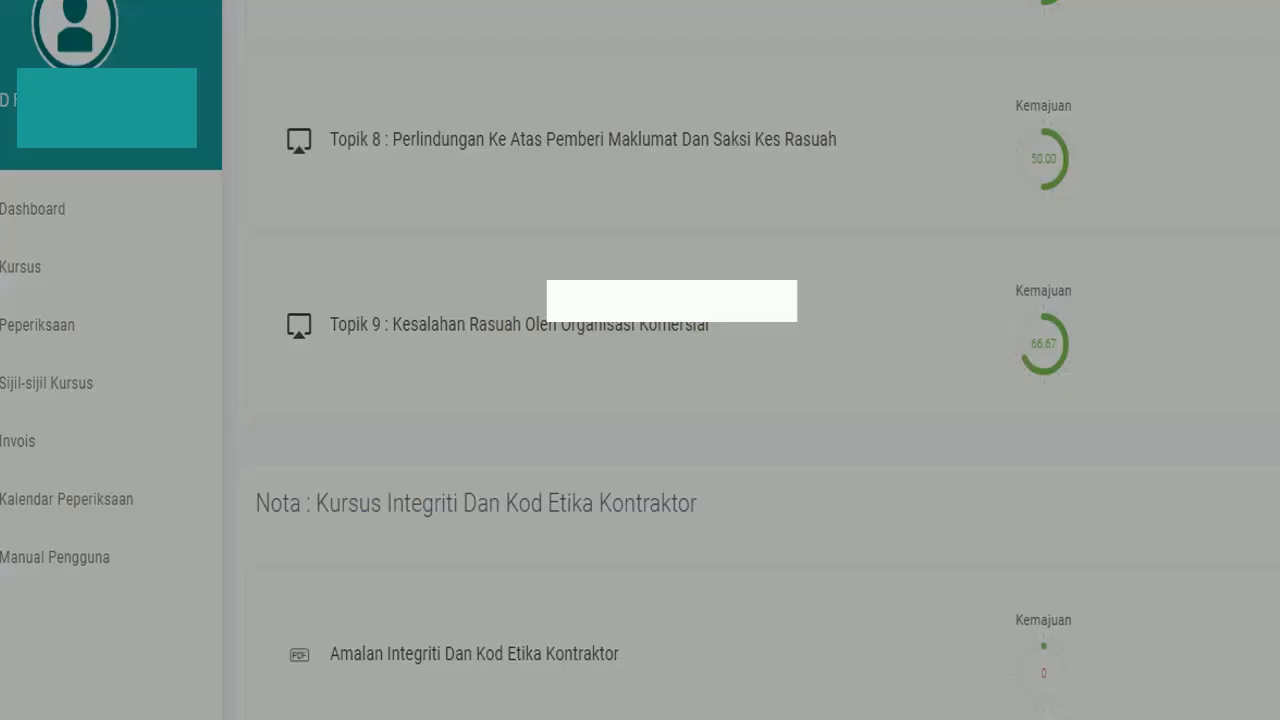 D
Dashboard
Kursus
Peperiksaan
Sijil-sijil Kursus
Invois
Kalendar Peperiksaan
Manual Pengguna
Kemajuan
Topik 8 : Perlindungan Ke Atas Pemberi Maklumat Dan Saksi Kes Rasuah
50.00
Kemajuan
Topik 9 : Kesalahan Rasuah Oleh Organisasi Komersial
66.67
Nota : Kursus Integriti Dan Kod Etika Kontraktor
Kemajuan
PDF
Amalan Integriti Dan Kod Etika Kontraktor
0